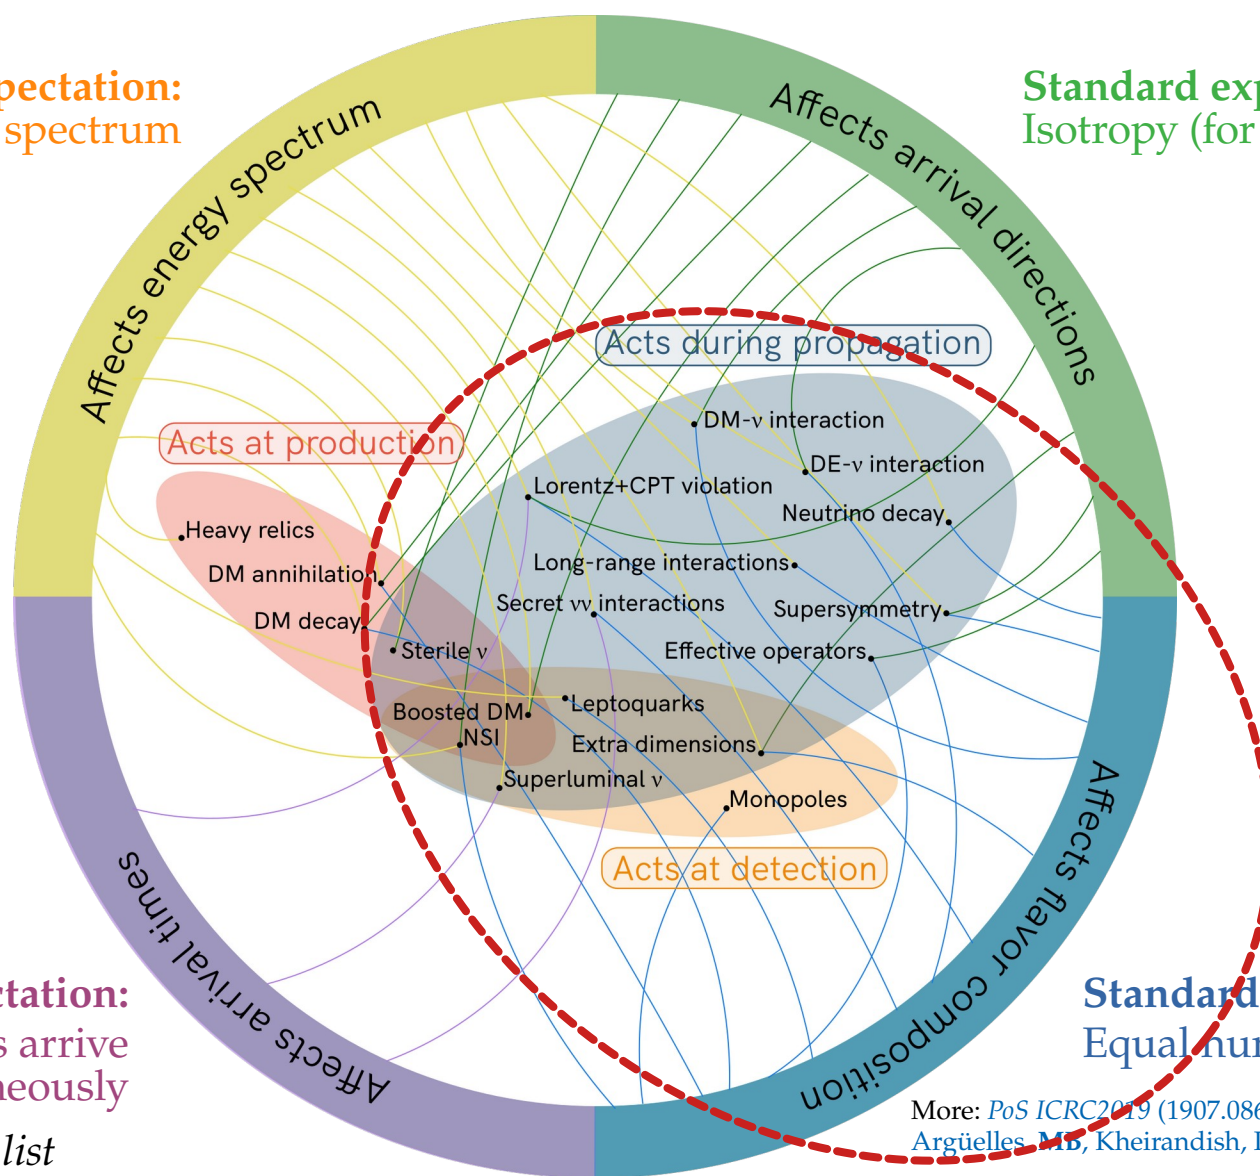 pectation:
spectrum
Standard exp
Isotropy (for
Affects energy spectrum
Affects arrival directions
Acts during propagation
Acts at production
DM-ν interaction
DE-ν interaction
Lorentz+CPT violation
Neutrino decay
Heavy relics
Long-range interactions
DM annihilation
Secret νν interactions
Supersymmetry
DM decay
Sterile ν
Effective operators
Leptoquarks
Boosted DM
NSI
Extra dimensions
Superluminal ν
Monopoles
Acts at detection
Affects arrival times
Affects flavor composition
ctation:
s arrive
neously
list
Standard
Equal nu
More: PoS ICRC2019 (1907.086
Argüelles, MB, Kheirandish,